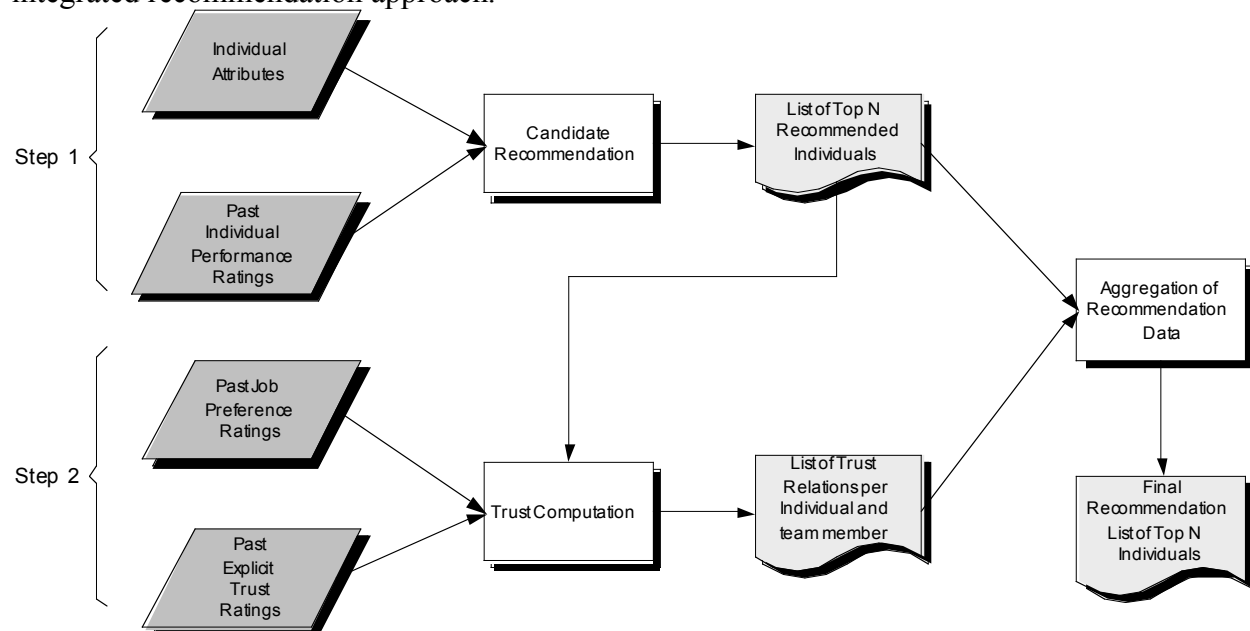 integrated recommendation approach.
Step 1
Individual
Attributes
Past
Individual
Performance
Ratings
Candidate
Recommendation
List of Top N
Recommended
Individuals
Aggregation of
Recommendation
Data
Step 2
Past Job
Preference
Ratings
Past
Explicit
Trust
Ratings
Trust Computation
List of Trust
Relations per
Individual and
team member
Final
Recommendation
List of Top N
Individuals